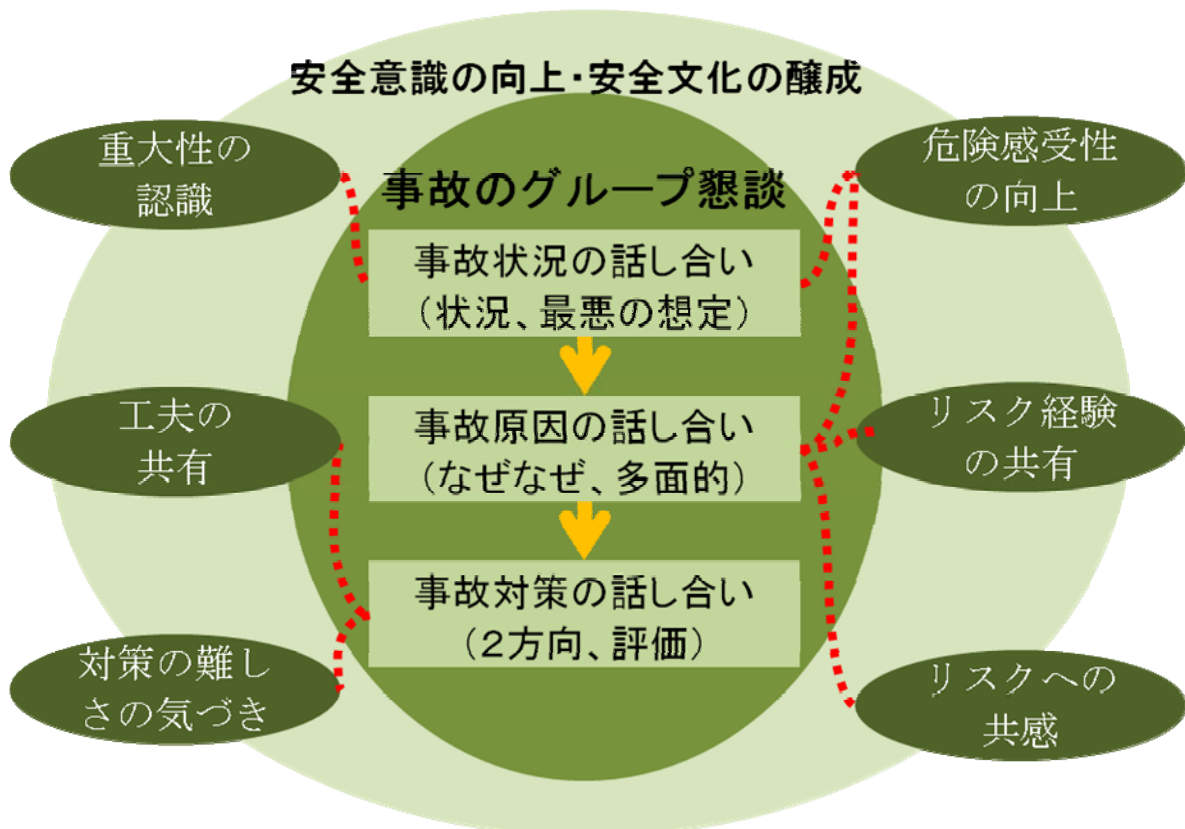 安全意識の向上・安全文化の醸成
重大性の
認識
危険感受性
の向上
事故のグループ懇談
事故状況の話し合い
（状況、最悪の想定）
工夫の
共有
事故原因の話し合い
（なぜなぜ、多面的）
リスク経験
の共有
事故対策の話し合い
（２方向、評価）
対策の難し
さの気づき
リスクへの
共感